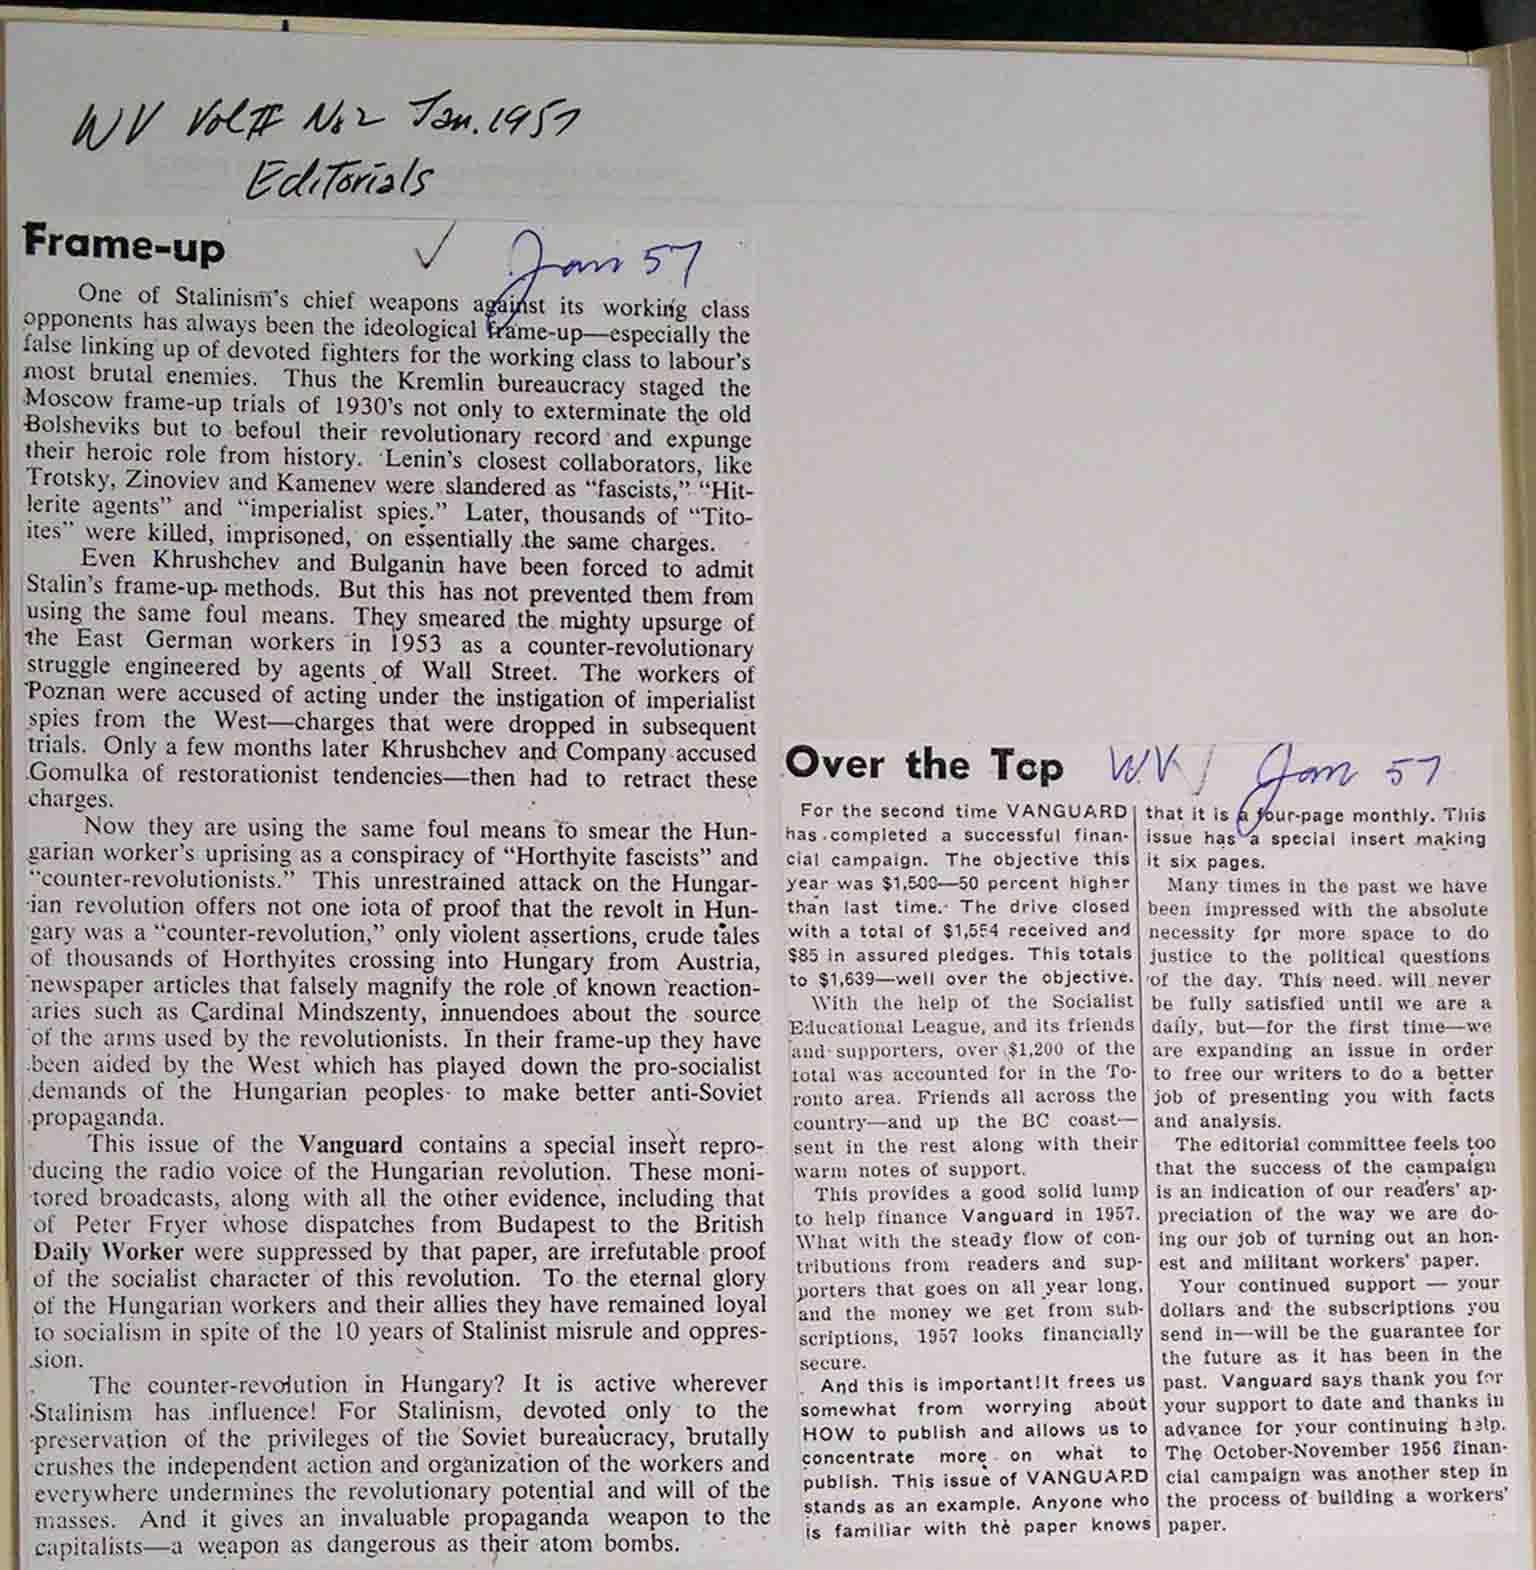 WV Vol II No 2 Jan. 1957
Editorials
Frame-up
✓ Jan 57
One of Stalinism's chief weapons against its working class
opponents has always been the ideological frame-up—especially the
false linking up of devoted fighters for the working class to labour's
most brutal enemies. Thus the Kremlin bureaucracy staged the
Moscow frame-up trials of 1930's not only to exterminate the old
Bolsheviks but to befoul their revolutionary record and expunge
their heroic role from history. Lenin's closest collaborators, like
Trotsky, Zinoviev and Kamenev were slandered as "fascists," "Hit-
lerite agents" and "imperialist spies." Later, thousands of "Tito-
ites" were killed, imprisoned, on essentially the same charges.
Even Khrushchev and Bulganin have been forced to admit
Stalin's frame-up methods. But this has not prevented them from
using the same foul means. They smeared the mighty upsurge of
the East German workers in 1953 as a counter-revolutionary
struggle engineered by agents of Wall Street. The workers of
Poznan were accused of acting under the instigation of imperialist
spies from the West—charges that were dropped in subsequent
trials. Only a few months later Khrushchev and Company accused
Gomulka of restorationist tendencies—then had to retract these
charges.
Now they are using the same foul means to smear the Hun-
garian worker's uprising as a conspiracy of "Horthyite fascists" and
"counter-revolutionists." This unrestrained attack on the Hungar-
ian revolution offers not one iota of proof that the revolt in Hun-
gary was a "counter-revolution," only violent assertions, crude tales
of thousands of Horthyites crossing into Hungary from Austria,
newspaper articles that falsely magnify the role of known reaction-
aries such as Cardinal Mindszenty, innuendoes about the source
of the arms used by the revolutionists. In their frame-up they have
been aided by the West which has played down the pro-socialist
demands of the Hungarian peoples to make better anti-Soviet
propaganda.
This issue of the Vanguard contains a special insert repro-
ducing the radio voice of the Hungarian revolution. These moni-
tored broadcasts, along with all the other evidence, including that
of Peter Fryer whose dispatches from Budapest to the British
Daily Worker were suppressed by that paper, are irrefutable proof
of the socialist character of this revolution. To the eternal glory
of the Hungarian workers and their allies they have remained loyal
to socialism in spite of the 10 years of Stalinist misrule and oppres-
sion.
The counter-revolution in Hungary? It is active wherever
Stalinism has influence! For Stalinism, devoted only to the
preservation of the privileges of the Soviet bureaucracy, brutally
crushes the independent action and organization of the workers and
everywhere undermines the revolutionary potential and will of the
masses. And it gives an invaluable propaganda weapon to the
capitalists—a weapon as dangerous as their atom bombs.
Over the Top
WV Jan 57
For the second time VANGUARD
has completed a successful finan-
cial campaign. The objective this
year was $1,500—50 percent higher
than last time. The drive closed
with a total of $1,554 received and
$85 in assured pledges. This totals
to $1,639—well over the objective.
With the help of the Socialist
Educational League, and its friends
and supporters, over $1,200 of the
total was accounted for in the To-
ronto area. Friends all across the
country—and up the BC coast—
sent in the rest along with their
warm notes of support.
This provides a good solid lump
to help finance Vanguard in 1957.
What with the steady flow of con-
tributions from readers and sup-
porters that goes on all year long,
and the money we get from sub-
scriptions, 1957 looks financially
secure.
And this is important! It frees us
somewhat from worrying about
HOW to publish and allows us to
concentrate more on what to
publish. This issue of VANGUARD
stands as an example. Anyone who
is familiar with the paper knows
that it is a four-page monthly. This
issue has a special insert making
it six pages.
Many times in the past we have
been impressed with the absolute
necessity for more space to do
justice to the political questions
of the day. This need will never
be fully satisfied until we are a
daily, but—for the first time—we
are expanding an issue in order
to free our writers to do a better
job of presenting you with facts
and analysis.
The editorial committee feels too
that the success of the campaign
is an indication of our readers' ap-
preciation of the way we are do-
ing our job of turning out an hon-
est and militant workers' paper.
Your continued support — your
dollars and the subscriptions you
send in—will be the guarantee for
the future as it has been in the
past. Vanguard says thank you for
your support to date and thanks in
advance for your continuing help.
The October-November 1956 finan-
cial campaign was another step in
the process of building a workers'
paper.